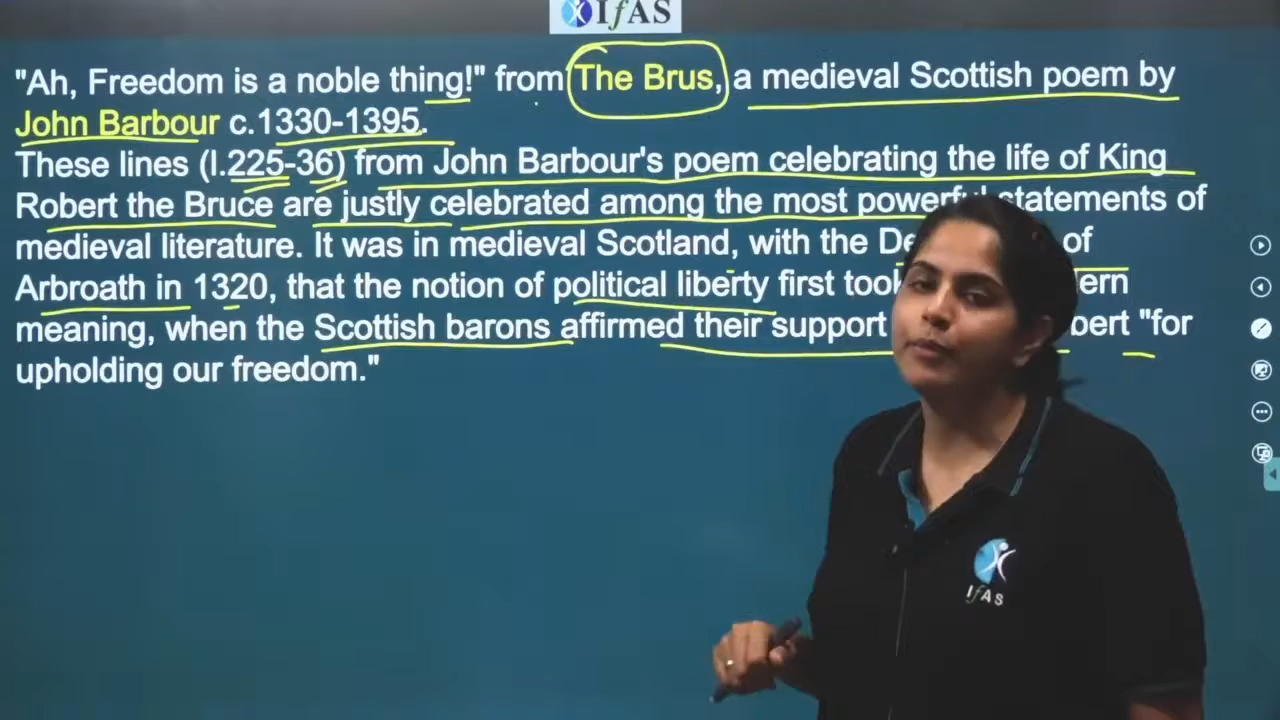 IfAS
"Ah, Freedom is a noble thing!" from The Brus, a medieval Scottish poem by
John Barbour c.1330-1395.
These lines (l.225-36) from John Barbour's poem celebrating the life of King
Robert the Bruce are justly celebrated among the most powerful statements of
medieval literature. It was in medieval Scotland, with the of
Arbroath in 1320, that the notion of political liberty first
meaning, when the Scottish barons affirmed their support "for
upholding our freedom."
IfAS